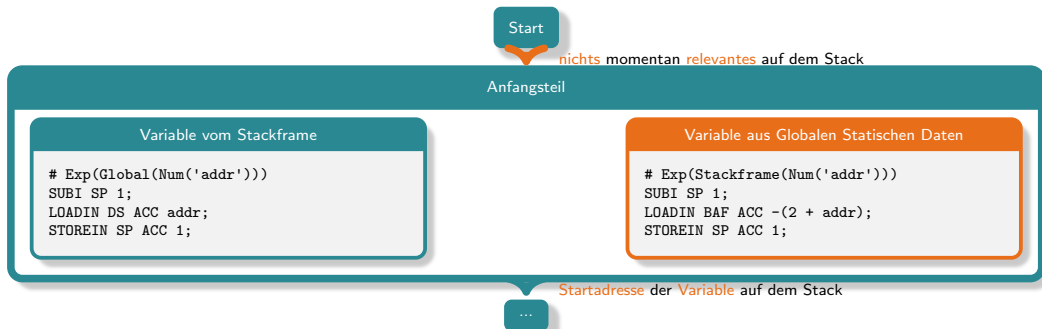 Start
nichts momentan relevantes auf dem Stack
Anfangsteil
Variable vom Stackframe
# Exp(Global(Num('addr')))
SUBI SP 1;
LOADIN DS ACC addr;
STOREIN SP ACC 1;
Variable aus Globalen Statischen Daten
# Exp(Stackframe(Num('addr')))
SUBI SP 1;
LOADIN BAF ACC -(2 + addr);
STOREIN SP ACC 1;
Startadresse der Variable auf dem Stack
...